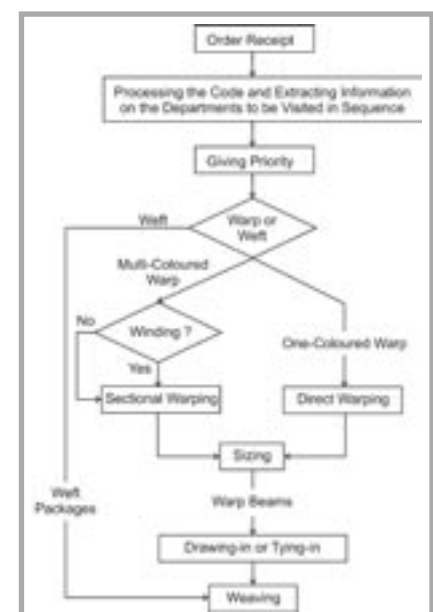 Order Receipt
Processing the Code and Extracting Information
on the Departments to be Visited in Sequence
Giving Priority
Weft
Warp or
Weft
Multi-Coloured
Warp
No
Winding ?
One-Coloured Warp
Yes
Sectional Warping
Direct Warping
Sizing
Weft
Packages
Warp Beams
Drawing-in or Tying-in
Weaving